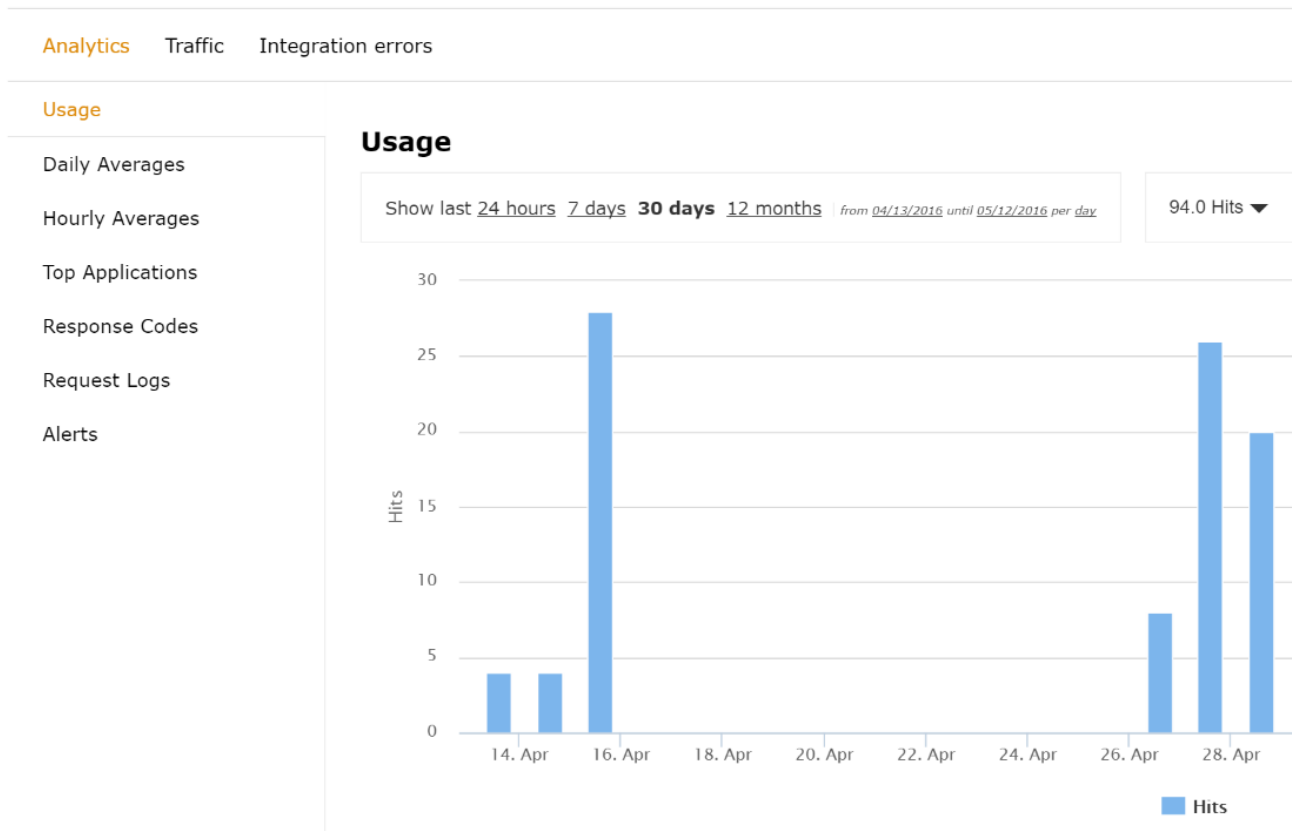 Analytics Traffic Integration errors
Usage
Usage
Daily Averages
Hourly Averages
Top Applications
Response Codes
Request Logs
Alerts
Show last 24 hours 7 days 30 days 12 months from 04/13/2016 until 05/12/2016 per day
94.0 Hits
30
25
20
15
10
5
0
Hits
14. Apr 16. Apr 18. Apr 20. Apr 22. Apr 24. Apr 26. Apr 28. Apr
Hits